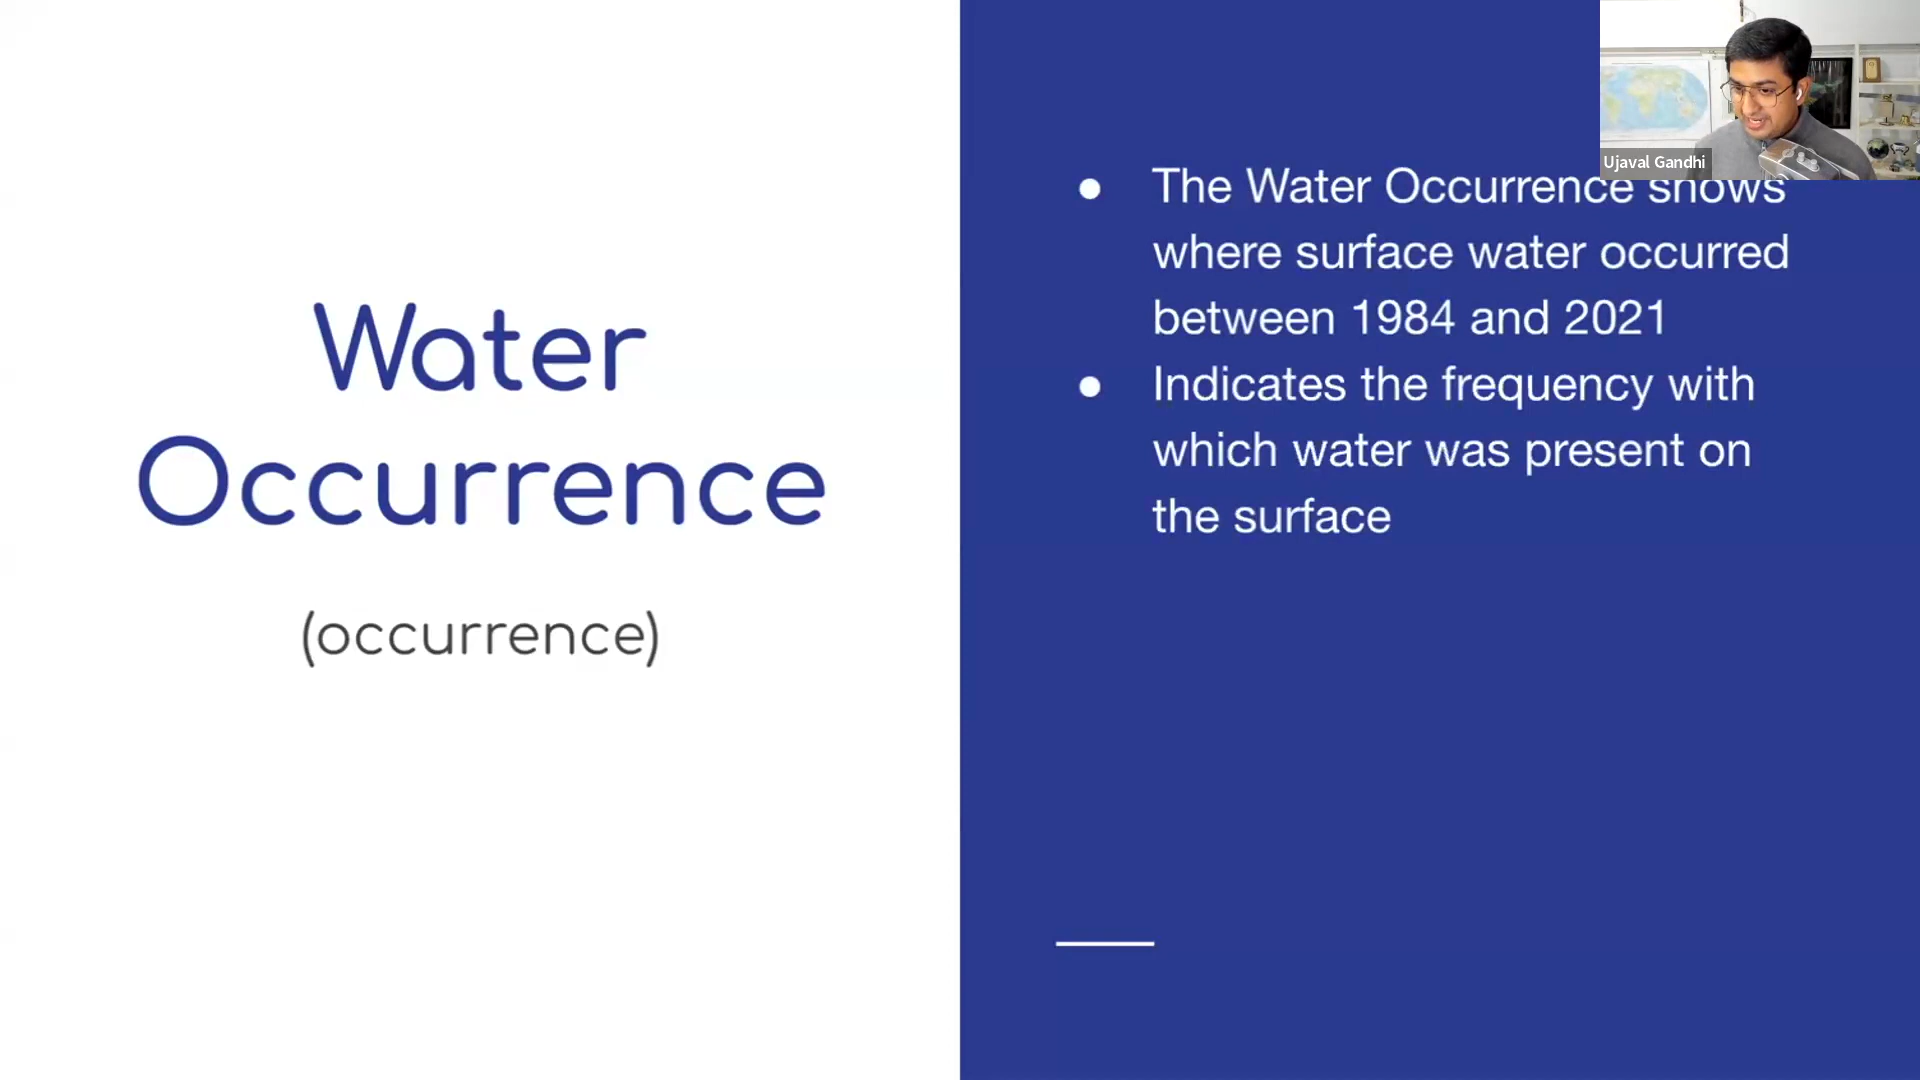 Water
Occurrence
(occurrence)
Ujaval Gandhi
● The Water Occurrence shows
where surface water occurred
between 1984 and 2021
● Indicates the frequency with
which water was present on
the surface